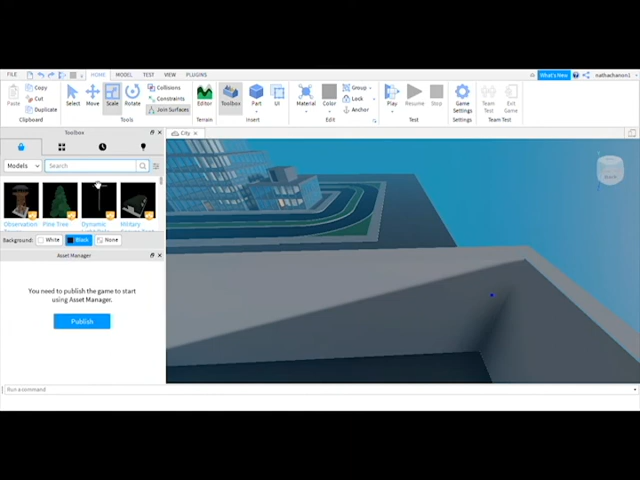 FILE HOME MODEL TEST VIEW PLUGINS What's New nathachanon1
Paste Copy Cut Duplicate Clipboard
Select Move Scale Rotate Collisions Constraints Join Surfaces Tools
Editor Terrain
Toolbox Part UI Insert
Material Color Group Lock Anchor Edit
Play Resume Stop Test
Game Settings Settings
Team Test Exit Game Team Test
Toolbox City
Models Search
Observation Pine Tree Dynamic Military
Background: White Black None
Asset Manager
You need to publish the game to start
using Asset Manager.
Publish
Run a command